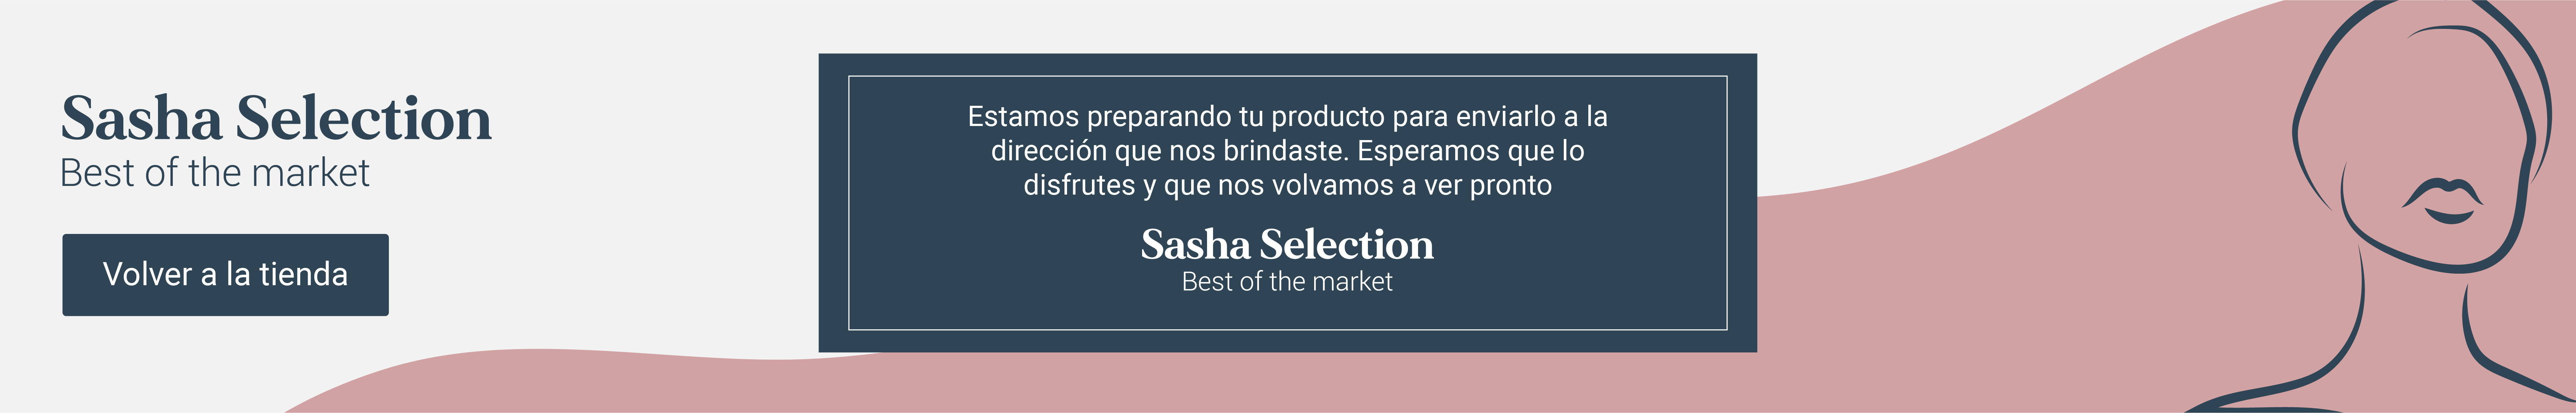 Sasha Selection
Best of the market
Volver a la tienda
Estamos preparando tu producto para enviarlo a la
dirección que nos brindaste. Esperamos que lo
disfrutes y que nos volvamos a ver pronto
Sasha Selection
Best of the market